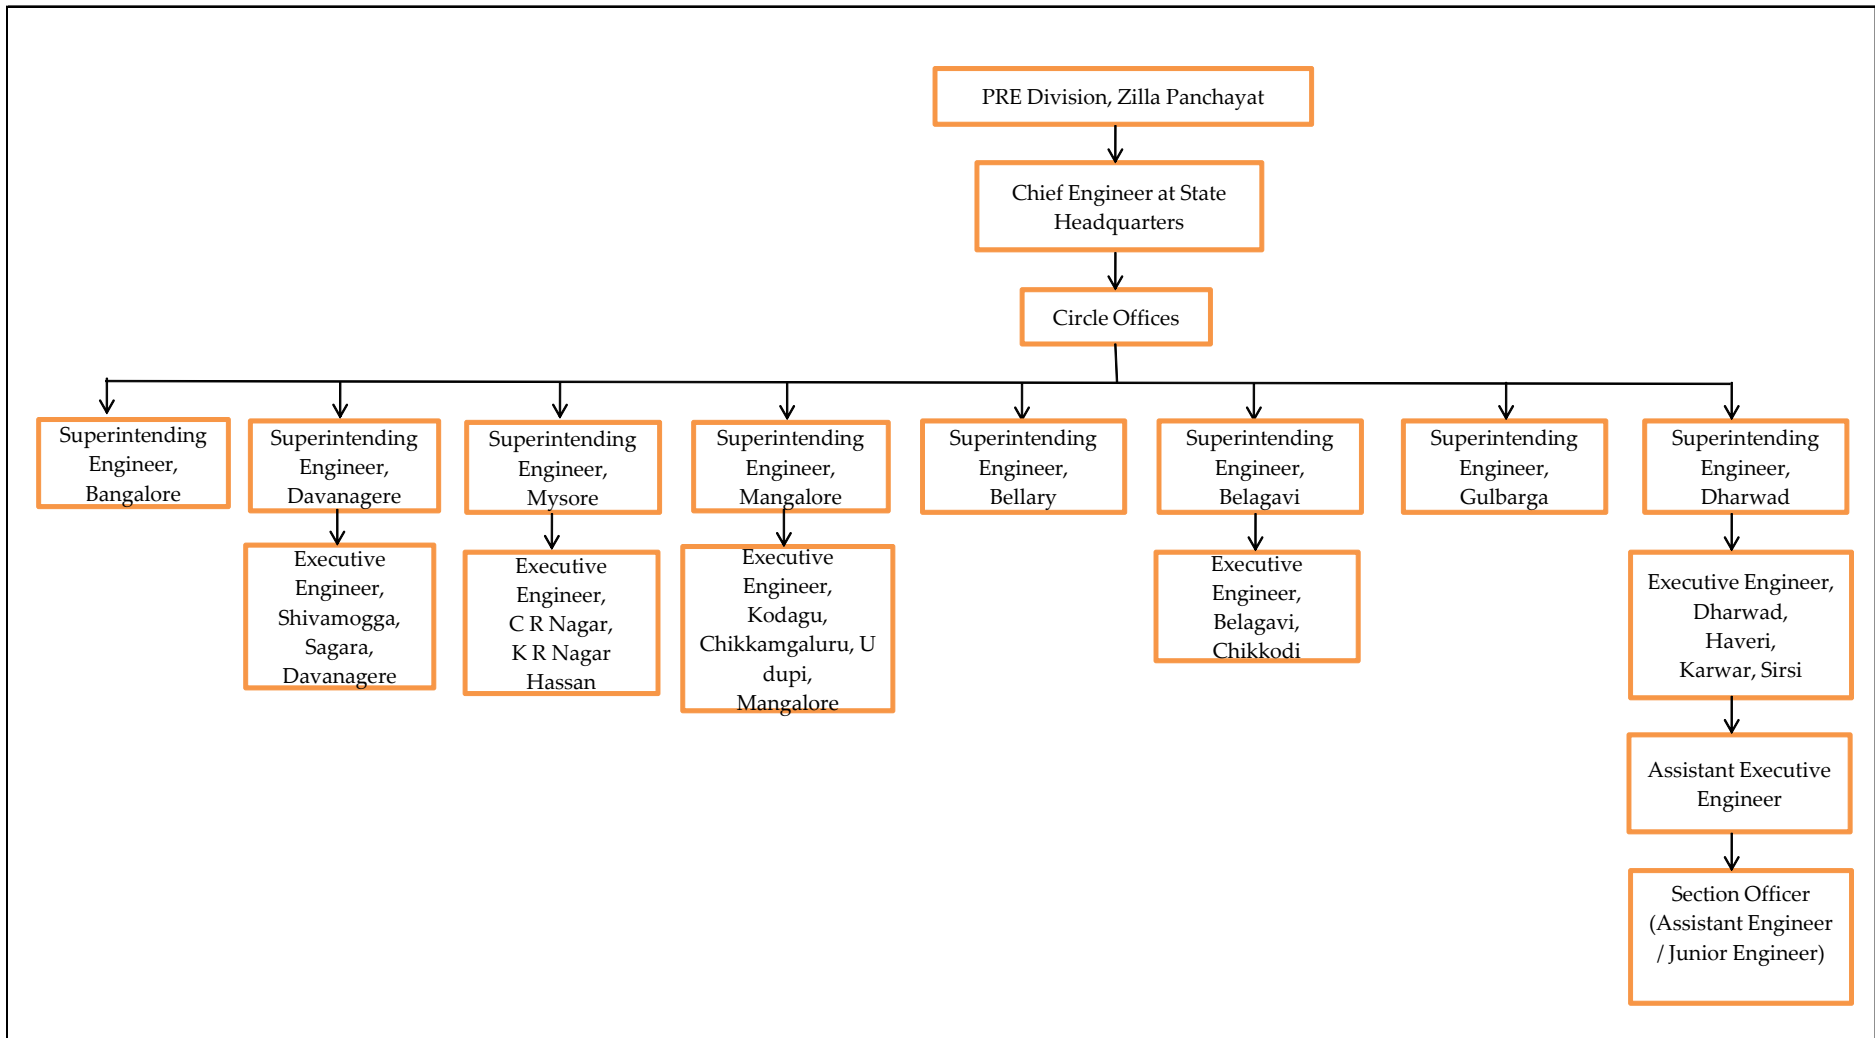 PRE Division, Zilla Panchayat
Chief Engineer at State
Headquarters
Circle Offices
Superintending
Engineer,
Bangalore
Superintending
Engineer,
Davanagere
Superintending
Engineer,
Mysore
Superintending
Engineer,
Mangalore
Superintending
Engineer,
Bellary
Superintending
Engineer,
Belagavi
Superintending
Engineer,
Gulbarga
Superintending
Engineer,
Dharwad
Executive
Engineer,
Shivamogga,
Sagara,
Davanagere
Executive
Engineer,
C R Nagar,
K R Nagar
Hassan
Executive
Engineer,
Kodagu,
Chikkamgaluru, U
dupi,
Mangalore
Executive
Engineer,
Belagavi,
Chikkodi
Executive Engineer,
Dharwad,
Haveri,
Karwar, Sirsi
Assistant Executive
Engineer
Section Officer
(Assistant Engineer
/ Junior Engineer)